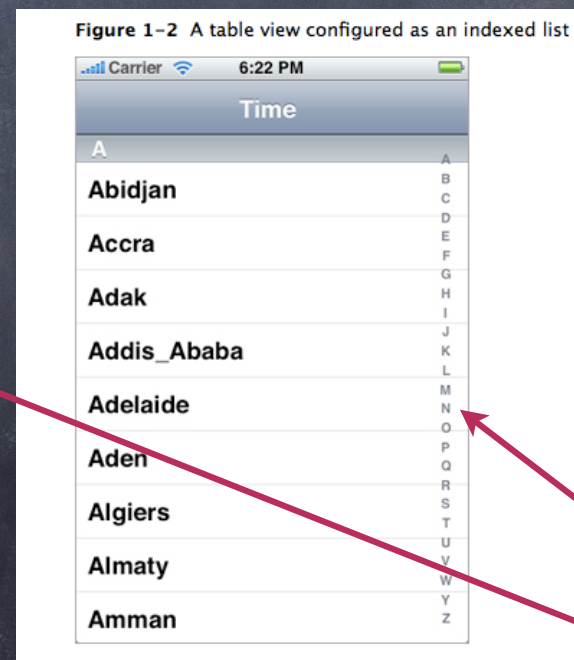 Figure 1-2 A table view configured as an indexed list
Carrier 6:22 PM
Time
A
Abidjan
Accra
Adak
Addis_Ababa
Adelaide
Aden
Algiers
Almaty
Amman
A
B
C
D
E
F
G
H
I
J
K
L
M
N
O
P
Q
R
S
T
U
V
W
Y
Z